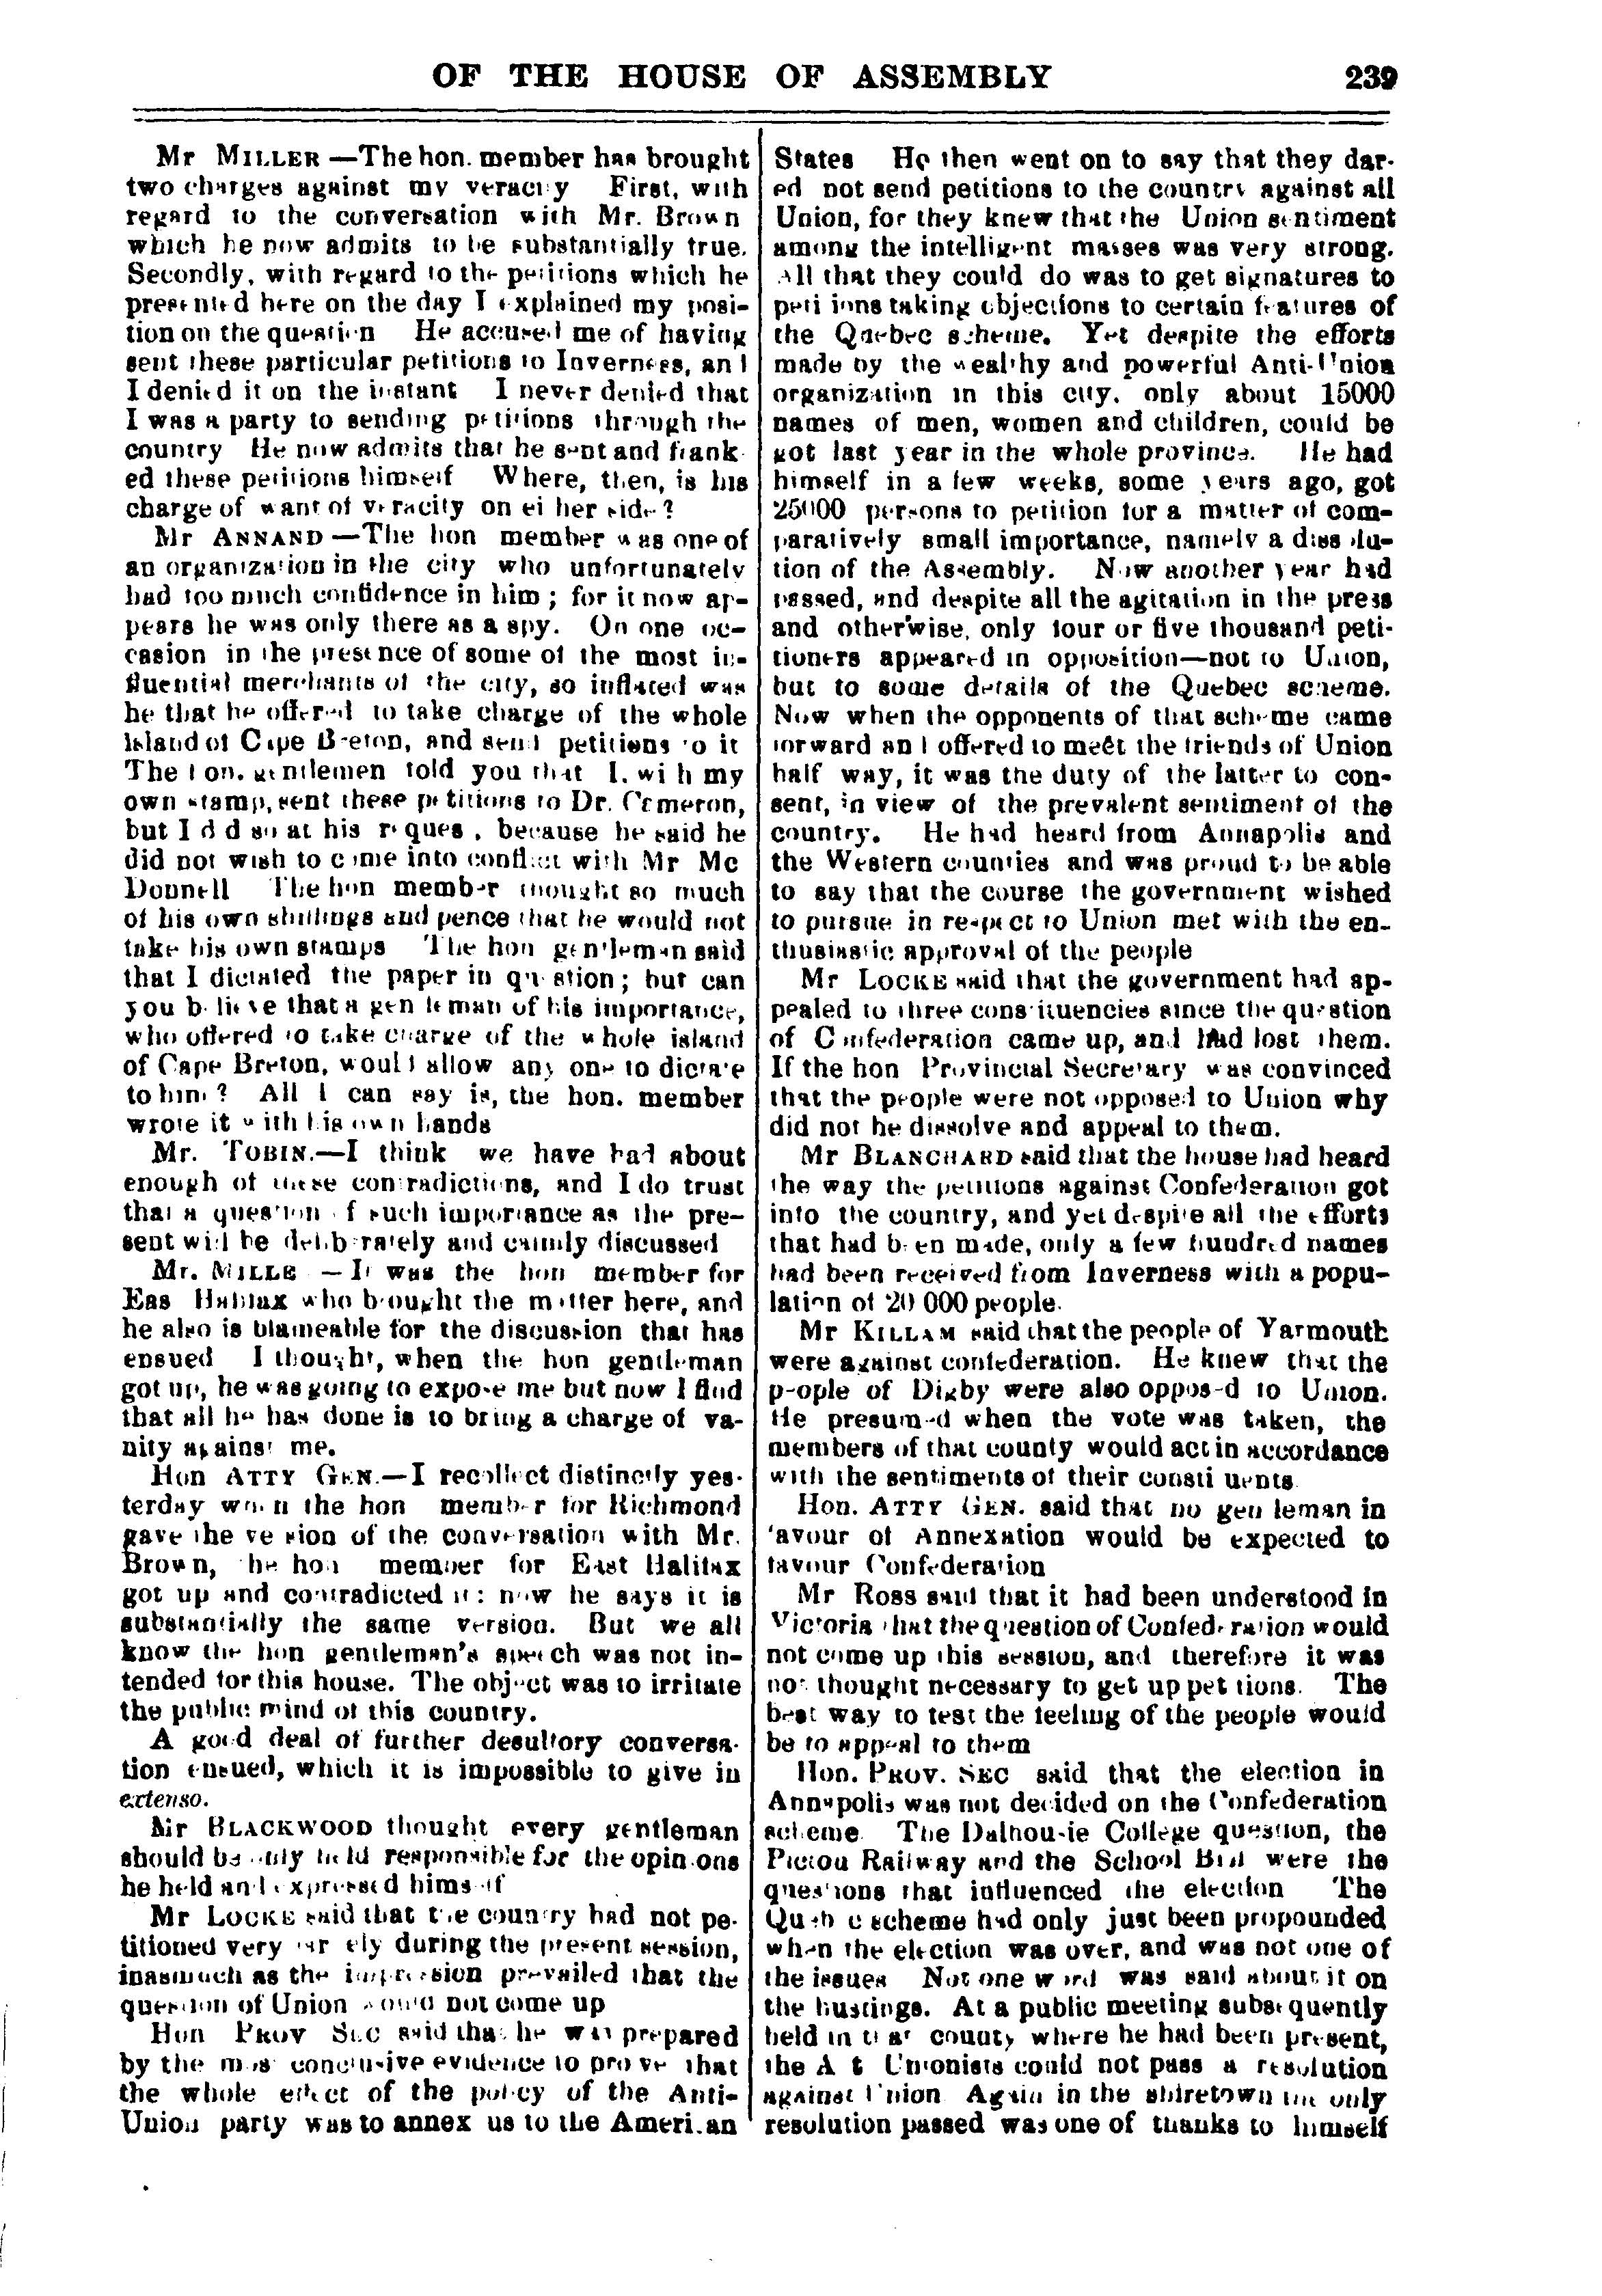 OF THE HOUSE OF ASSEMBLY 239
Mr MILLER —The hon. member has brought
two charges against my veracity First, with
regard to the conversation with Mr. Brown
which he now admits to be substantially true.
Secondly, with regard to the petitions which he
presented here on the day I explained my posi-
tion on the question He accused me of having
sent these particular petitions to Inverness, and
I denied it on the instant I never denied that
I was a party to sending petitions through the
country He now admits that he sent and frank
ed these petitions himself Where, then, is his
charge of want of veracity on either side?
Mr ANNAND —The hon member was one of
an organization in the city who unfortunately
had too much confidence in him; for it now ap-
pears he was only there as a spy. On one oc-
casion in the presence of some of the most in-
fluential merchants of the city, so inflated was
he that he offered to take charge of the whole
Island of Cape Breton, and send petitions to it
The hon. gentlemen told you that I, with my
own stamp, sent these petitions to Dr. Cameron,
but I did so at his request, because he said he
did not wish to come into conflict with Mr Mc
Donnell The hon member thought so much
of his own shillings and pence that he would not
take his own stamps The hon gentleman said
that I dictated the paper in question; but can
you believe that a gentleman of his importance,
who offered to take charge of the whole island
of Cape Breton, would allow any one to dictate
to him? All I can say is, the hon. member
wrote it with his own hands
Mr. TOBIN.—I think we have had about
enough of these contradictions, and I do trust
that a question of such importance as the pre-
sent will be deliberately and calmly discussed
Mr. MILLE — It was the hon member for
Eas Halifax who brought the matter here, and
he also is blameable for the discussion that has
ensued I thought, when the hon gentleman
got up, he was going to expose me but now I find
that all he has done is to bring a charge of va-
nity against me.
Hon ATTY GEN.—I recollect distinctly yes-
terday when the hon member for Richmond
gave the version of the conversation with Mr.
Brown, the hon member for East Halifax
got up and contradicted it: now he says it is
substantially the same version. But we all
know the hon gentleman's speech was not in-
tended for this house. The object was to irritate
the public mind of this country.
A good deal of further desultory conversa-
tion ensued, which it is impossible to give in
extenso.
Mr BLACKWOOD thought every gentleman
should be only held responsible for the opinions
he held and expressed himself
Mr LOCKE said that the country had not pe-
titioned very largely during the present session,
inasmuch as the impression prevailed that the
question of Union would not come up
Hon PROV SEC said that he was prepared
by the most conclusive evidence to prove that
the whole effect of the policy of the Anti-
Union party was to annex us to the American
States He then went on to say that they dar-
ed not send petitions to the country against all
Union, for they knew that the Union sentiment
among the intelligent masses was very strong.
All that they could do was to get signatures to
petitions taking objections to certain features of
the Quebec scheme. Yet despite the efforts
made by the wealthy and powerful Anti-Union
organization in this city, only about 15000
names of men, women and children, could be
got last year in the whole province. He had
himself in a few weeks, some years ago, got
25000 persons to petition for a matter of com-
paratively small importance, namely a dissolu-
tion of the Assembly. Now another year had
passed, and despite all the agitation in the press
and otherwise, only four or five thousand peti-
tioners appeared in opposition—not to Union,
but to some details of the Quebec scheme.
Now when the opponents of that scheme came
forward and offered to meet the friends of Union
half way, it was the duty of the latter to con-
sent, in view of the prevalent sentiment of the
country. He had heard from Annapolis and
the Western counties and was proud to be able
to say that the course the government wished
to pursue in respect to Union met with the en-
thusiastic approval of the people
Mr LOCKE said that the government had ap-
pealed to three constituencies since the question
of Confederation came up, and had lost them.
If the hon Provincial Secretary was convinced
that the people were not opposed to Union why
did not he dissolve and appeal to them.
Mr BLANCHARD said that the house had heard
the way the petitions against Confederation got
into the country, and yet despite all the efforts
that had been made, only a few hundred names
had been received from Inverness with a popu-
lation of 20 000 people.
Mr KILLAM said that the people of Yarmouth
were against confederation. He knew that the
people of Digby were also opposed to Union.
He presumed when the vote was taken, the
members of that county would act in accordance
with the sentiments of their constituents
Hon. ATTY GEN. said that no gentleman in
favour of Annexation would be expected to
favour Confederation
Mr ROSS said that it had been understood in
Victoria that the question of Confederation would
not come up this session, and therefore it was
not thought necessary to get up petitions. The
best way to test the feeling of the people would
be to appeal to them
Hon. PROV. SEC said that the election in
Annapolis was not decided on the Confederation
scheme. The Dalhousie College question, the
Pictou Railway and the School Bill were the
questions that influenced the election The
Quebec scheme had only just been propounded
when the election was over, and was not one of
the issues Not one word was said about it on
the hustings. At a public meeting subsequently
held in that county where he had been present,
the Anti Unionists could not pass a resolution
against Union Again in the shiretown the only
resolution passed was one of thanks to himself